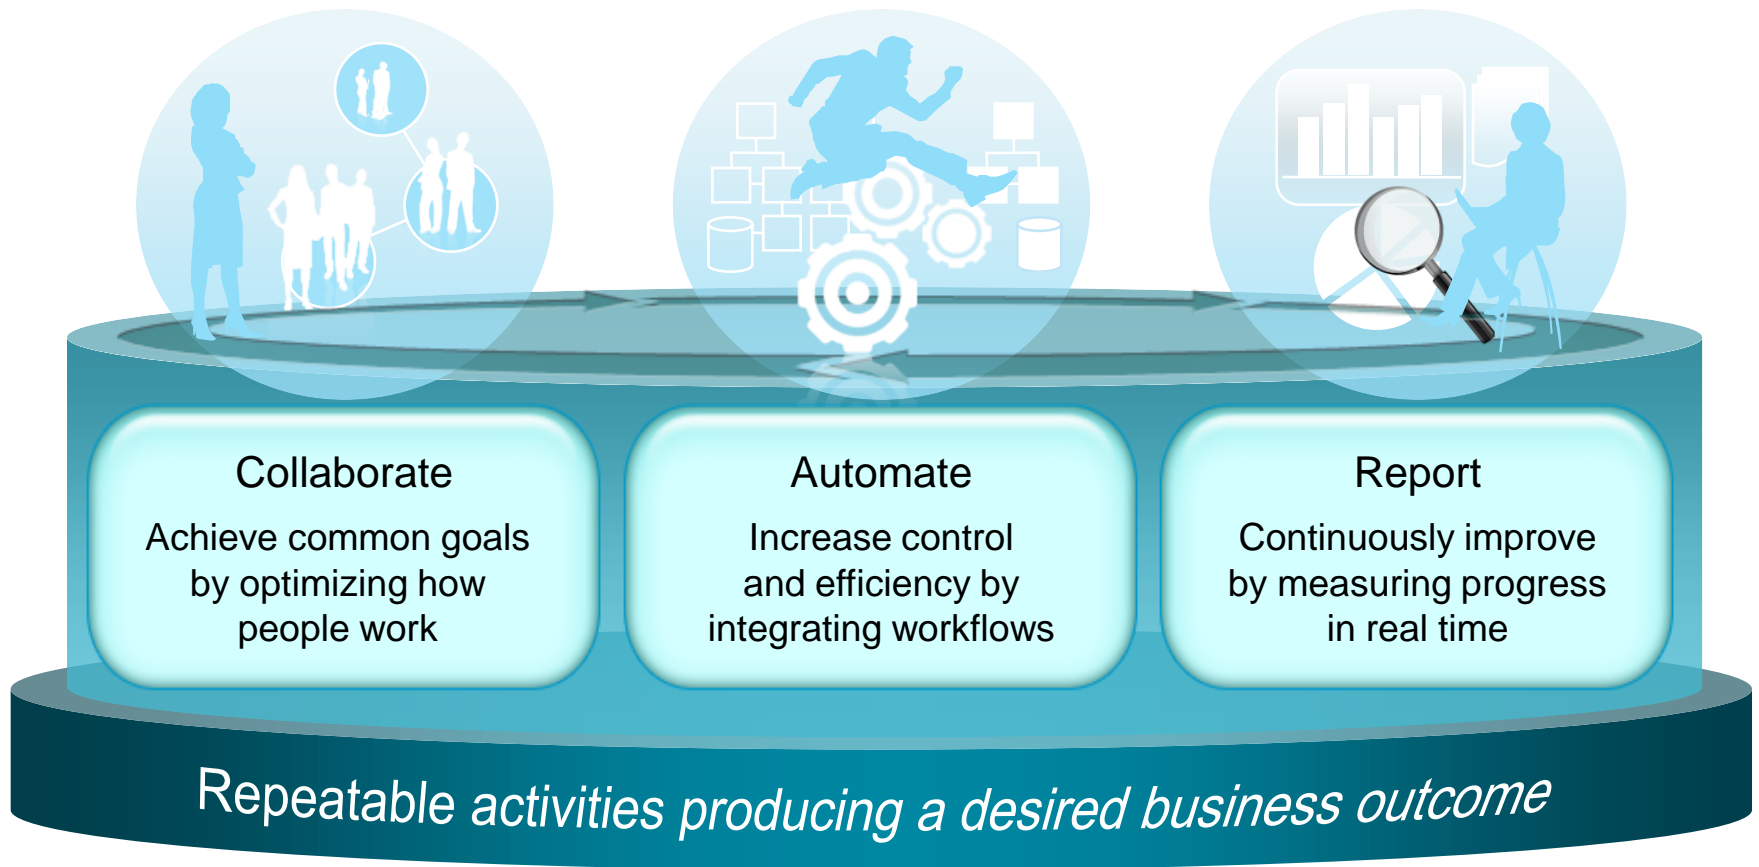 Collaborate
Achieve common goals
by optimizing how
people work
Automate
Increase control
and efficiency by
integrating workflows
Report
Continuously improve
by measuring progress
in real time
Repeatable activities producing a desired business outcome